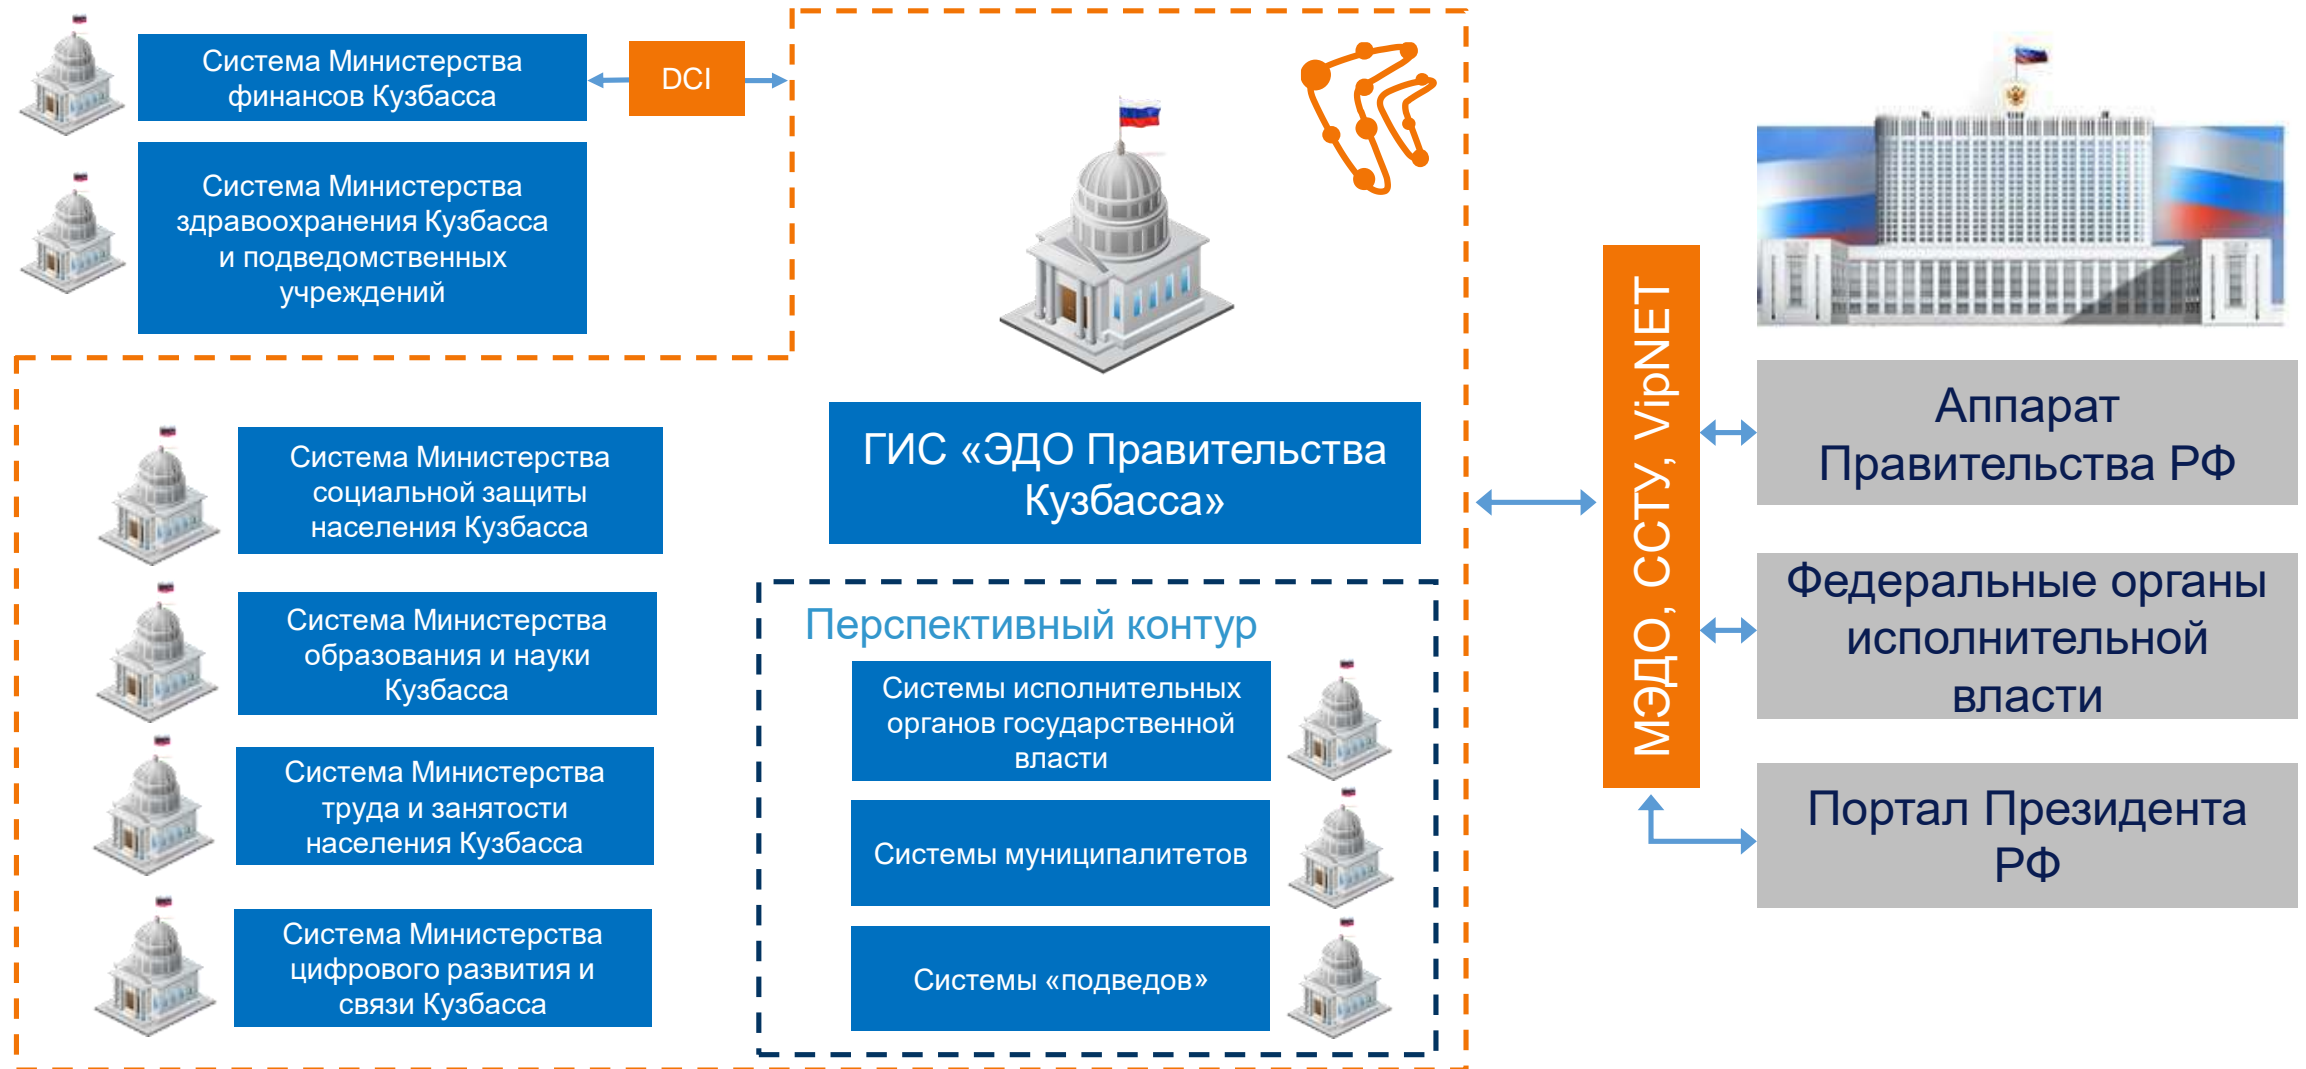 Система Министерства
финансов Кузбасса
DCI
Система Министерства
здравоохранения Кузбасса
и подведомственных
учреждений
ГИС «ЭДО Правительства
Кузбасса»
Система Министерства
социальной защиты
населения Кузбасса
Система Министерства
образования и науки
Кузбасса
Система Министерства
труда и занятости
населения Кузбасса
Система Министерства
цифрового развития и
связи Кузбасса
Перспективный контур
Системы исполнительных
органов государственной
власти
Системы муниципалитетов
Системы «подведов»
МЭДО, ССТУ, VipNET
Аппарат
Правительства РФ
Федеральные органы
исполнительной
власти
Портал Президента
РФ